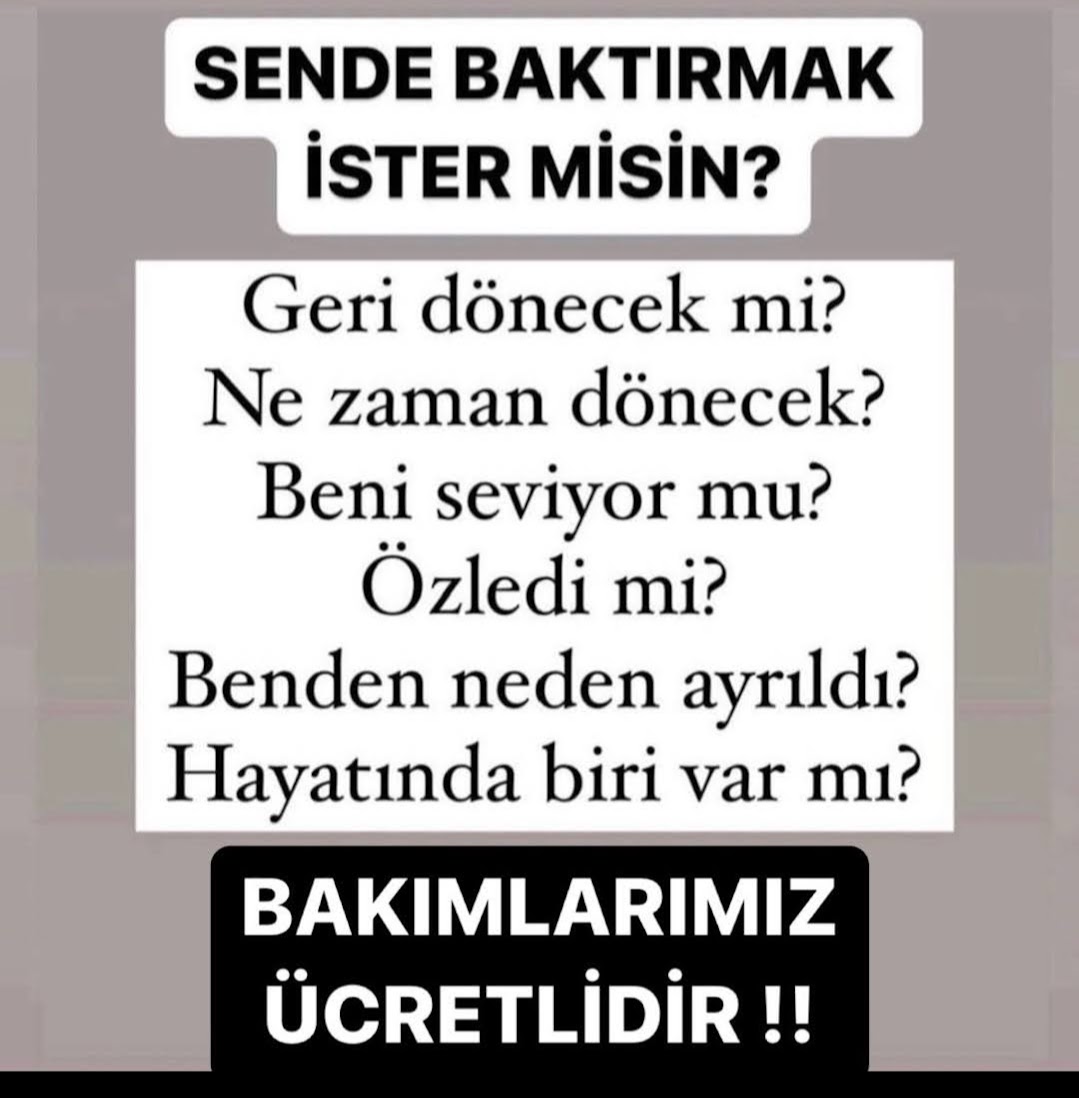 SENDE BAKTIRMAK
İSTER MİSİN?
Geri dönecek mi?
Ne zaman dönecek?
Beni seviyor mu?
Özledi mi?
Benden neden ayrıldı?
Hayatında biri var mı?
BAKIMLARIMIZ
ÜCRETLİDİR !!